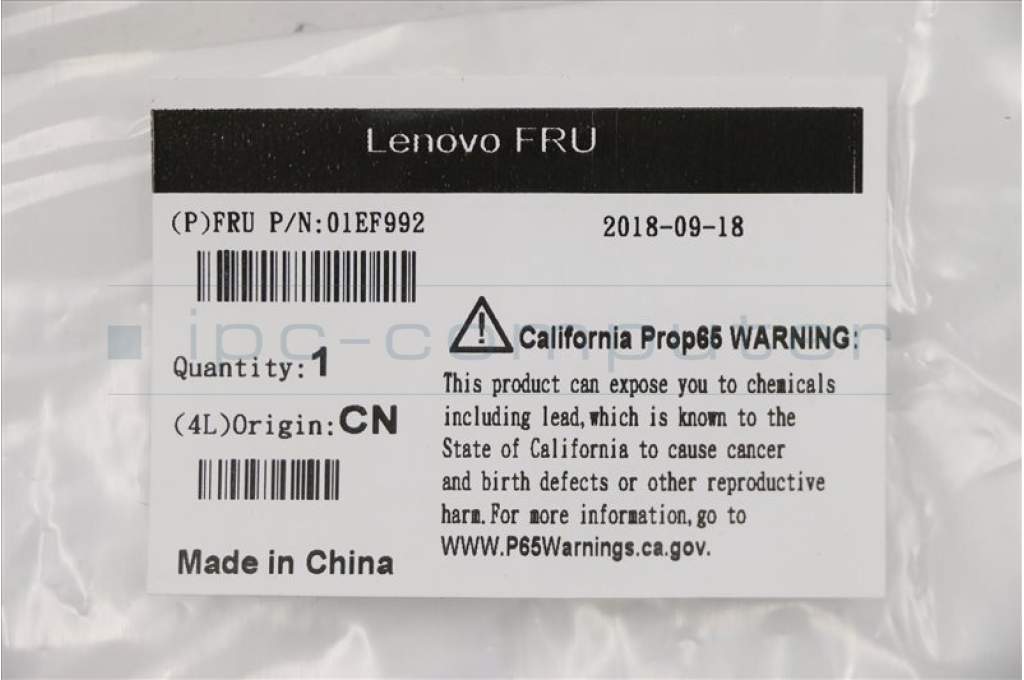 Lenovo FRU
(P)FRU P/N:01EF992
2018-09-18
ipc-computer
Quantity:1
(4L)Origin:CN
Made in China
California Prop65 WARNING:
This product can expose you to chemicals
including lead,which is known to the
State of California to cause cancer
and birth defects or other reproductive
harm.For more information,go to
WWW.P65Warnings.ca.gov.